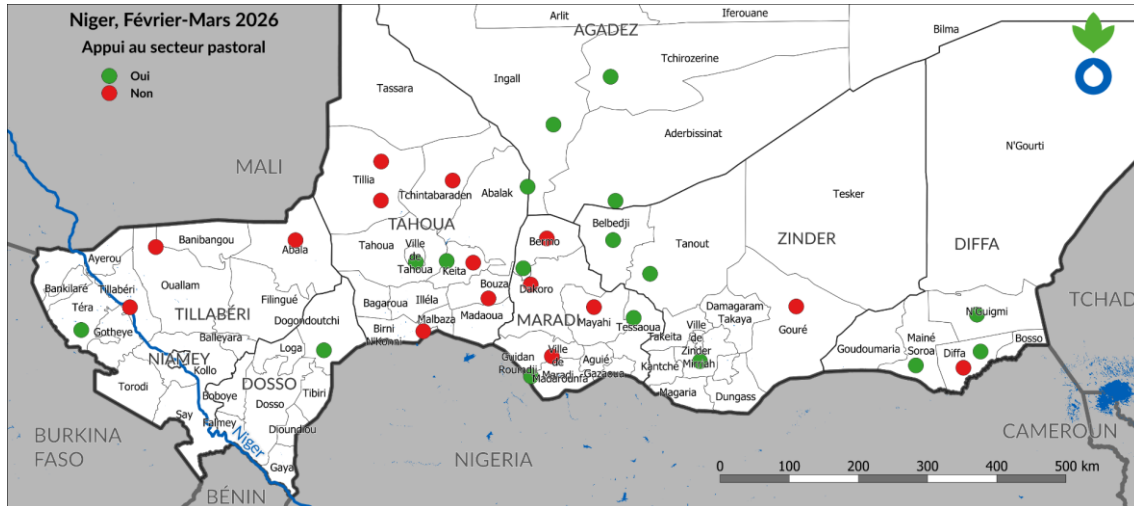 Niger, Février-Mars 2026
Appui au secteur pastoral
Oui
Non
Arlit
Iferouane
AGADEZ
Bilma
Tchirozerine
Ingall
Tassara
Aderbissinat
N'Gourti
MALI
Tillia
Tchintabaraden
Abalak
Tesker
TAHOUA
Belbedji
Banibangou
Abala
Bermo
Tanout
ZINDER
DIFFA
Ayerou
Tahoua
Ville de Tahoua
Keita
Ouallam
Bankilaré
Tillabéri
Bouza
Dakoro
TCHAD
Téra
Filingué
Bagaroua
Illéla
Madaoua
Damagaram Takaya
N'Guigmi
TILLABÉRI
Dogondoutchi
Malbaza
MARADI
Mayahi
Gouré
Gotheye
Birni Nikonni
Tessaoua
Takeita
Ville de Zinder
Mainé Soroa
Bosso
Balleyara
Loga
Goudoumaria
Diffa
NIAMEY
Kollo
Guidan Roumdji
Ville de Maradi
Aguié
Kantché
Mirriah
Torodi
DOSSO
Tibiri
Madarounfa
Gazaoua
Boboye
Magaria
Dungass
Say
Dosso
Falmey
Dioundiou
BURKINA FASO
Niger
CAMEROUN
NIGERIA
Gaya
BÉNIN
0 100 200 300 400 500 km